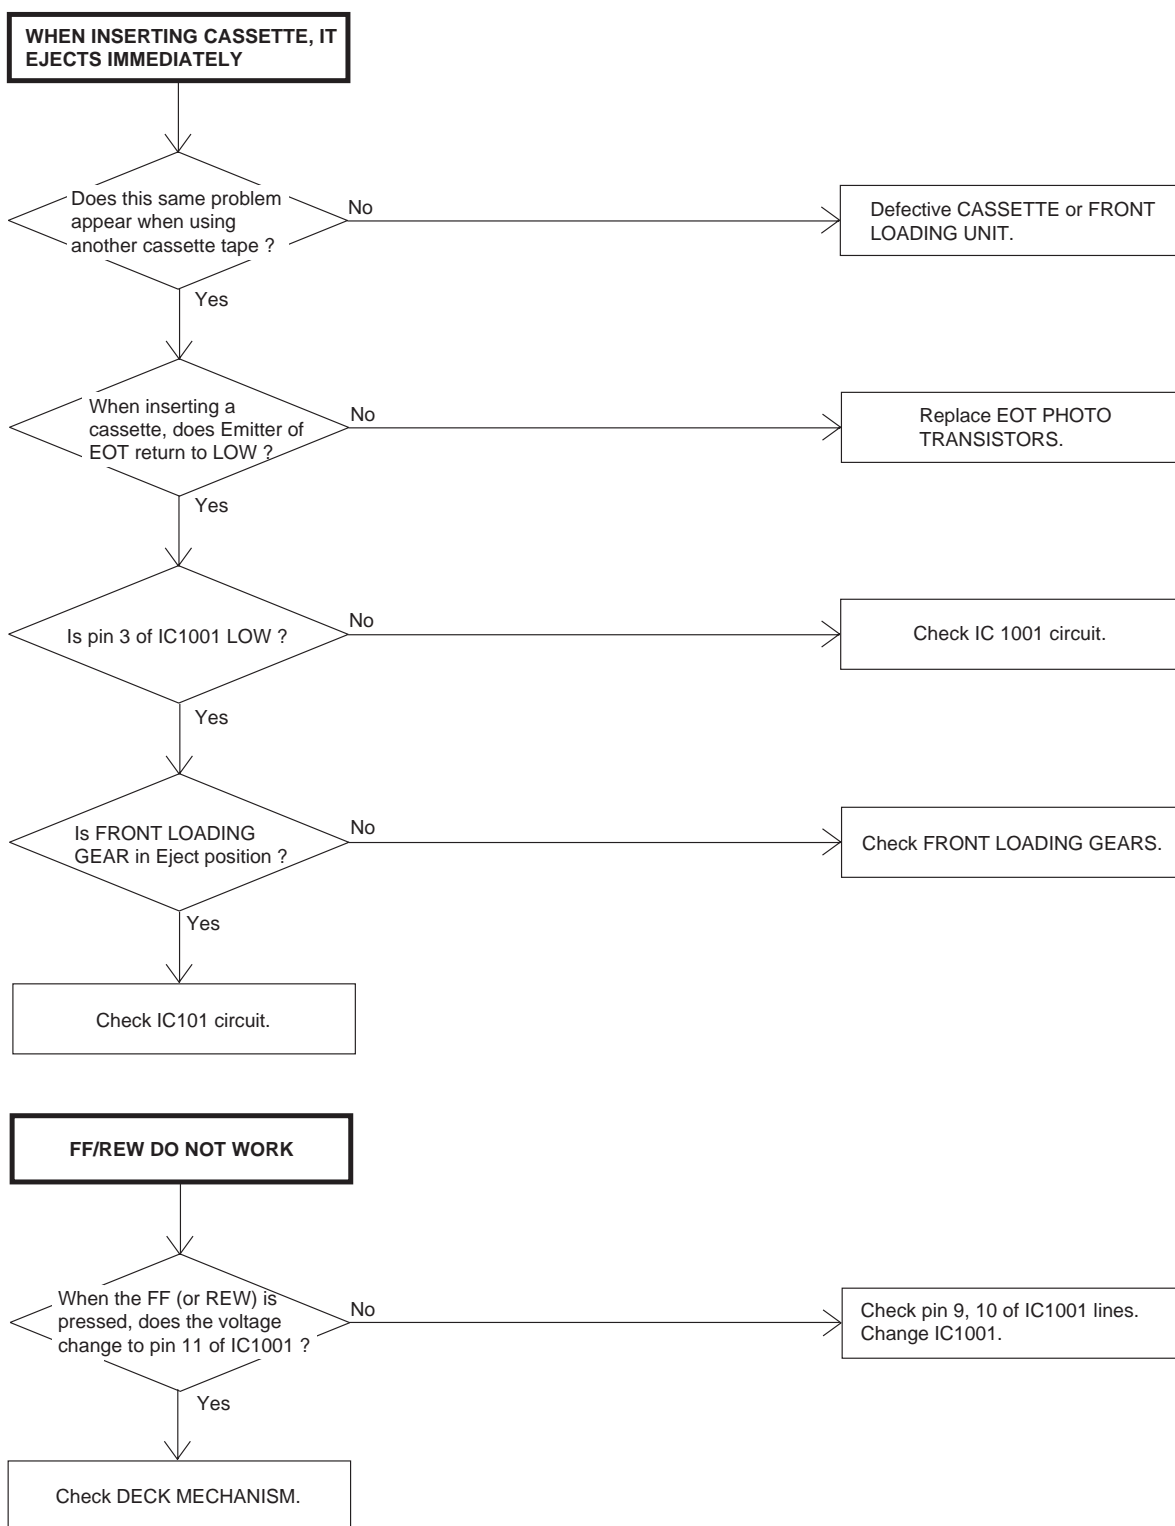 WHEN INSERTING CASSETTE, IT
EJECTS IMMEDIATELY
Does this same problem
appear when using
another cassette tape ?
No
Defective CASSETTE or FRONT
LOADING UNIT.
Yes
When inserting a
cassette, does Emitter of
EOT return to LOW ?
No
Replace EOT PHOTO
TRANSISTORS.
Yes
Is pin 3 of IC1001 LOW ?
No
Check IC 1001 circuit.
Yes
Is FRONT LOADING
GEAR in Eject position ?
No
Check FRONT LOADING GEARS.
Yes
Check IC101 circuit.
FF/REW DO NOT WORK
When the FF (or REW) is
pressed, does the voltage
change to pin 11 of IC1001 ?
No
Check pin 9, 10 of IC1001 lines.
Change IC1001.
Yes
Check DECK MECHANISM.